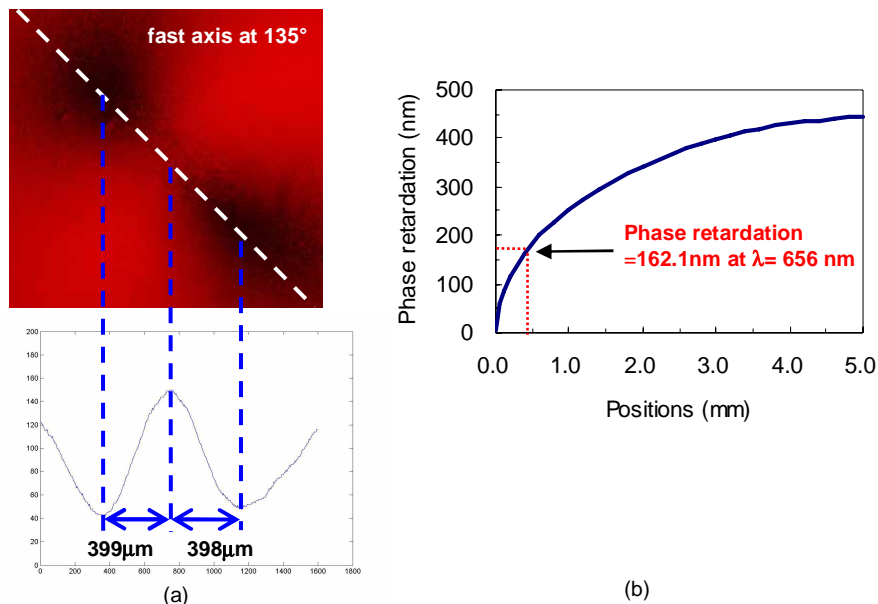 fast axis at 135°
200
180
160
140
120
100
80
60
40
20
0
0 200 400 600 800 1000 1200 1400 1600 1800
399μm
398μm
(a)
Phase retardation (nm)
500
400
300
200
100
0
Phase retardation
=162.1nm at λ= 656 nm
0.0 1.0 2.0 3.0 4.0 5.0
Positions (mm)
(b)